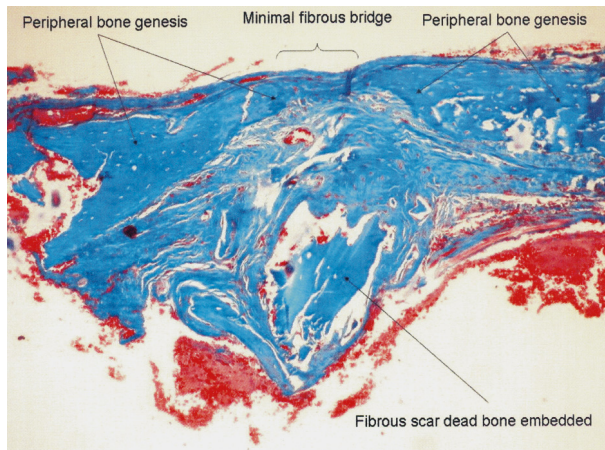 Peripheral bone genesis
Minimal fibrous bridge
Peripheral bone genesis
Fibrous scar dead bone embedded